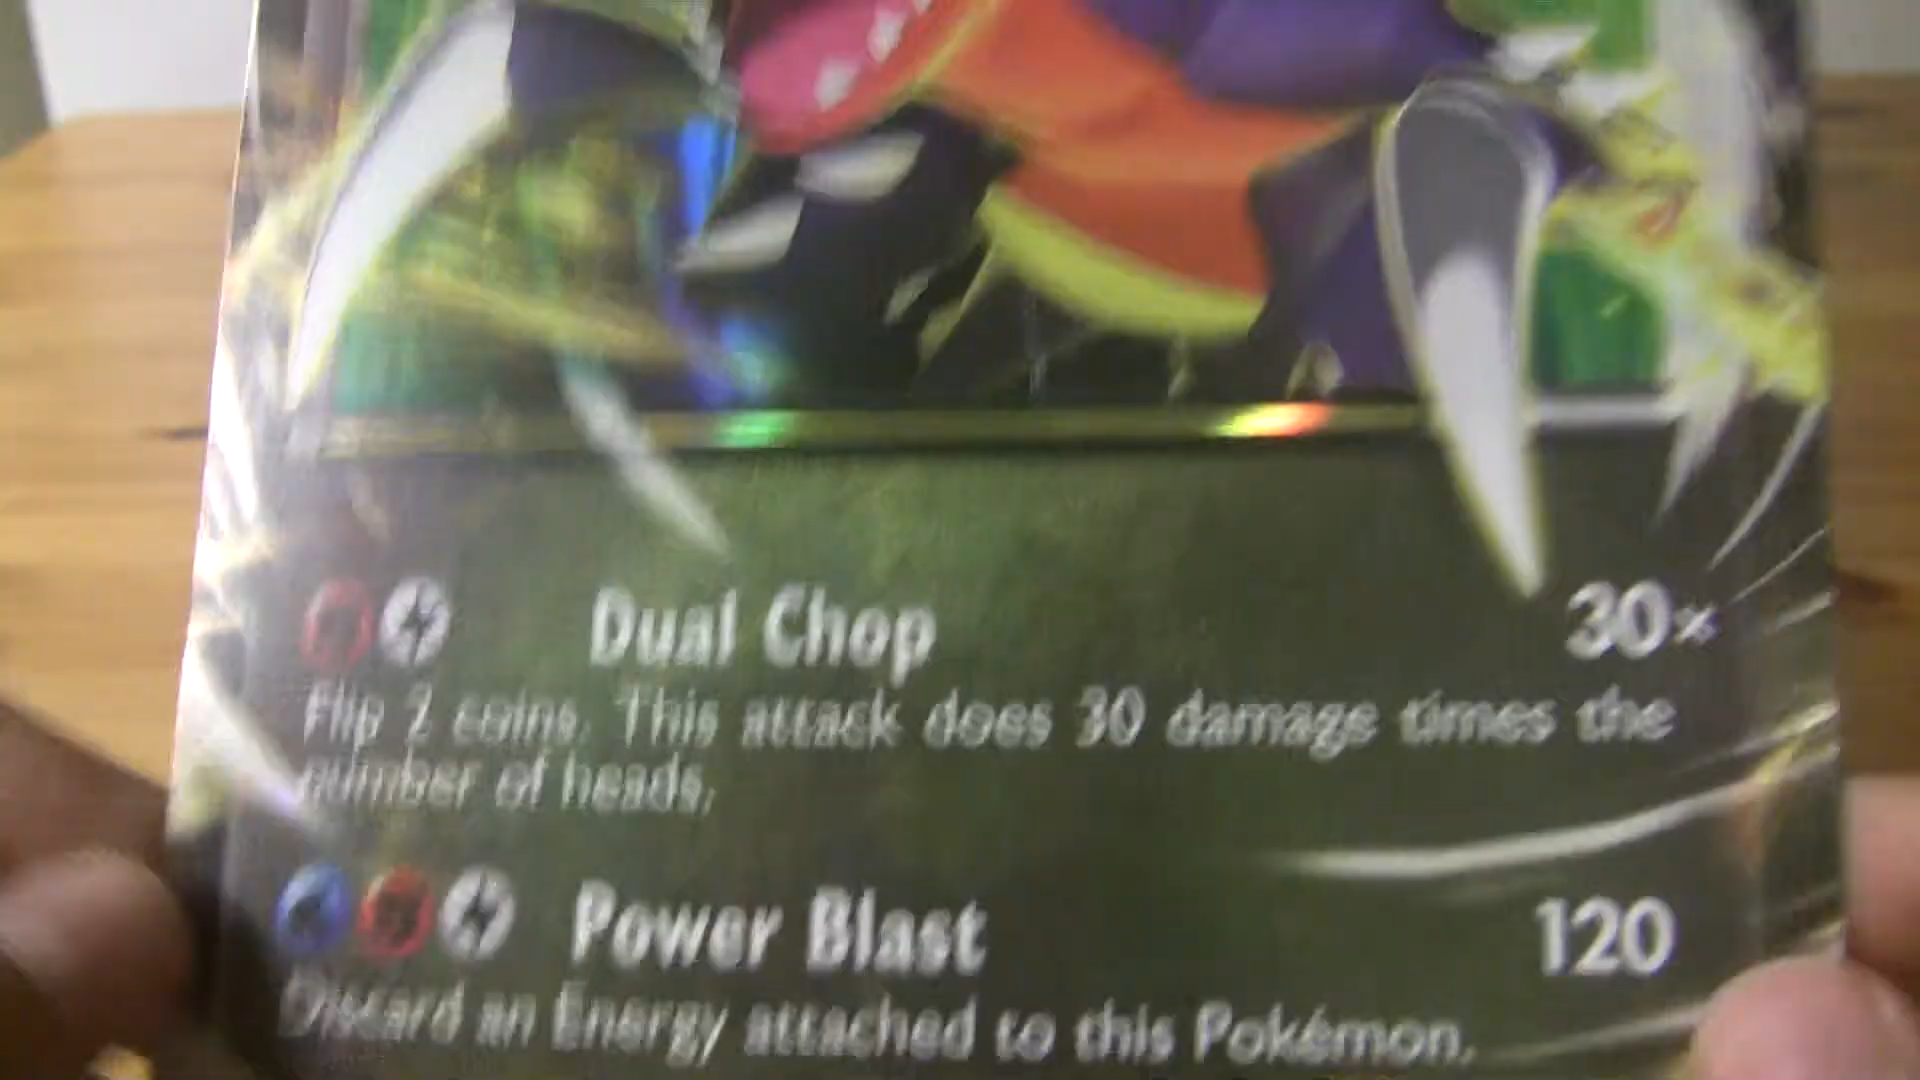 Dual Chop 30×
Flip 2 coins. This attack does 30 damage times the
number of heads.
Power Blast 120
Discard an Energy attached to this Pokémon.